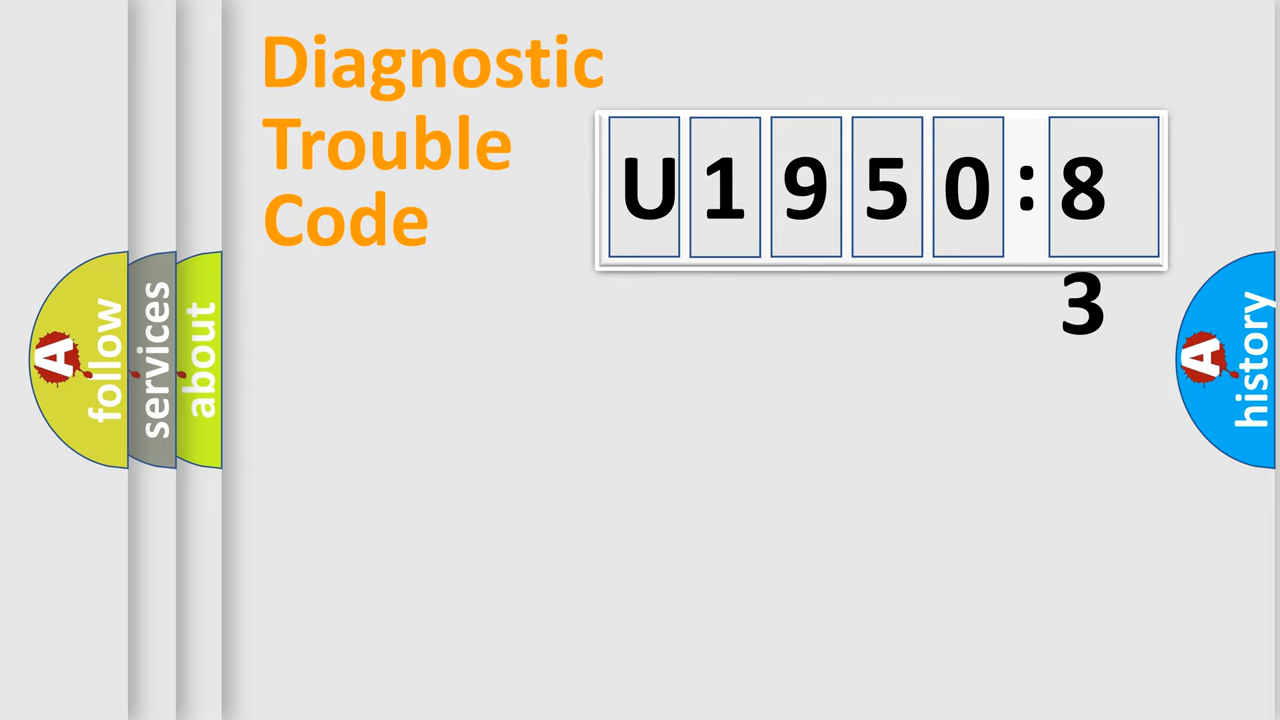 Diagnostic
Trouble
Code
U1950:8
3
A
follow
services
about
A
history